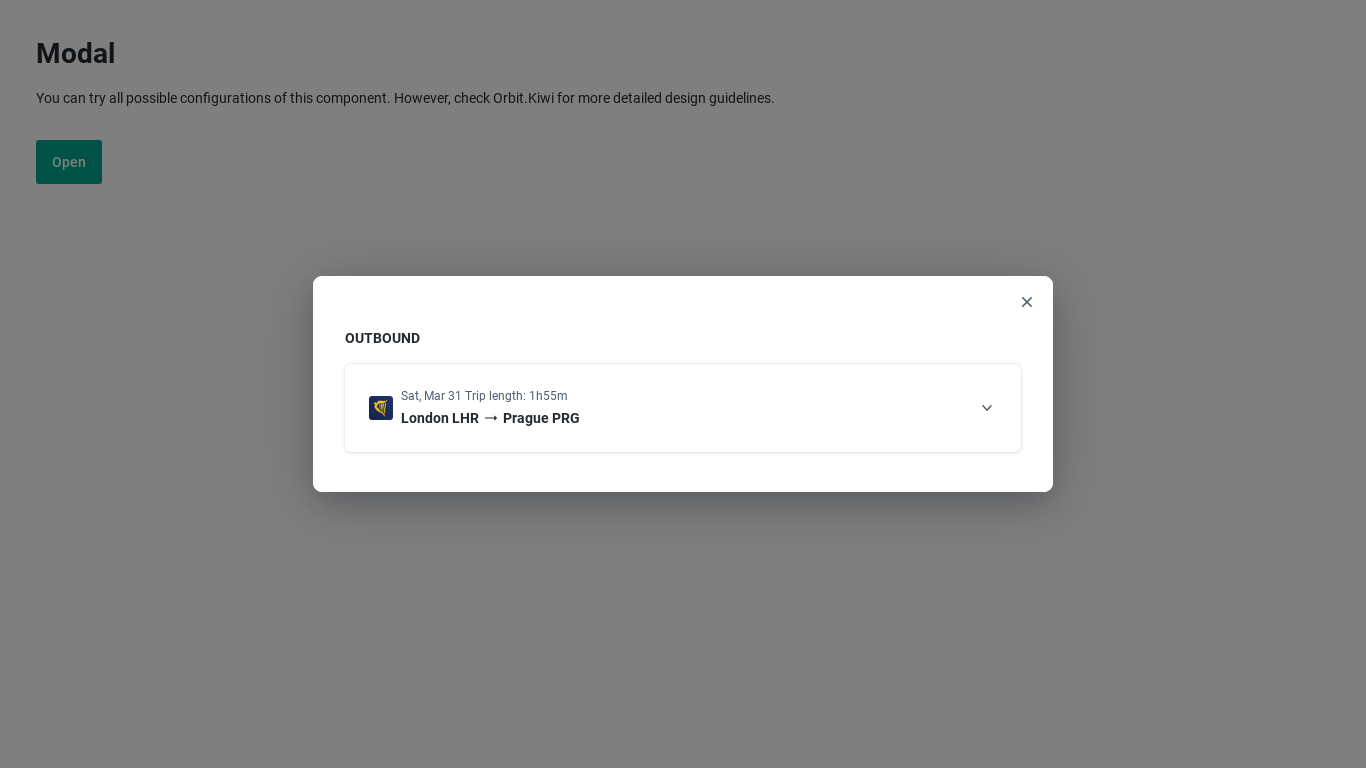 Modal
You can try all possible configurations of this component. However, check Orbit.Kiwi for more detailed design guidelines.
Open
OUTBOUND
Sat, Mar 31 Trip length: 1h55m
London LHR → Prague PRG